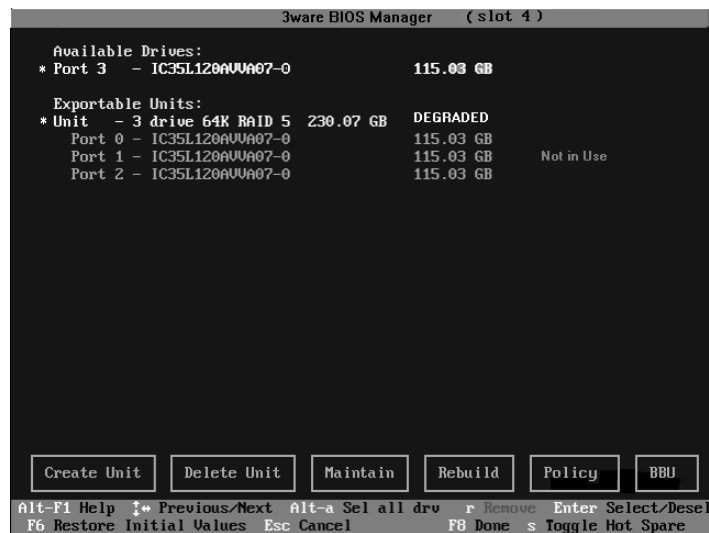 3ware BIOS Manager (slot 4)
Available Drives:
* Port 3 - IC35L120AVVA07-0 115.03 GB
Exportable Units:
* Unit - 3 drive 64K RAID 5 230.07 GB DEGRADED
Port 0 - IC35L120AVVA07-0 115.03 GB
Port 1 - IC35L120AVVA07-0 115.03 GB Not in Use
Port 2 - IC35L120AVVA07-0 115.03 GB
Create Unit Delete Unit Maintain Rebuild Policy BBU
Alt-F1 Help ↕↔ Previous/Next Alt-a Sel all drv r Remove Enter Select/Desel
F6 Restore Initial Values Esc Cancel F8 Done s Toggle Hot Spare